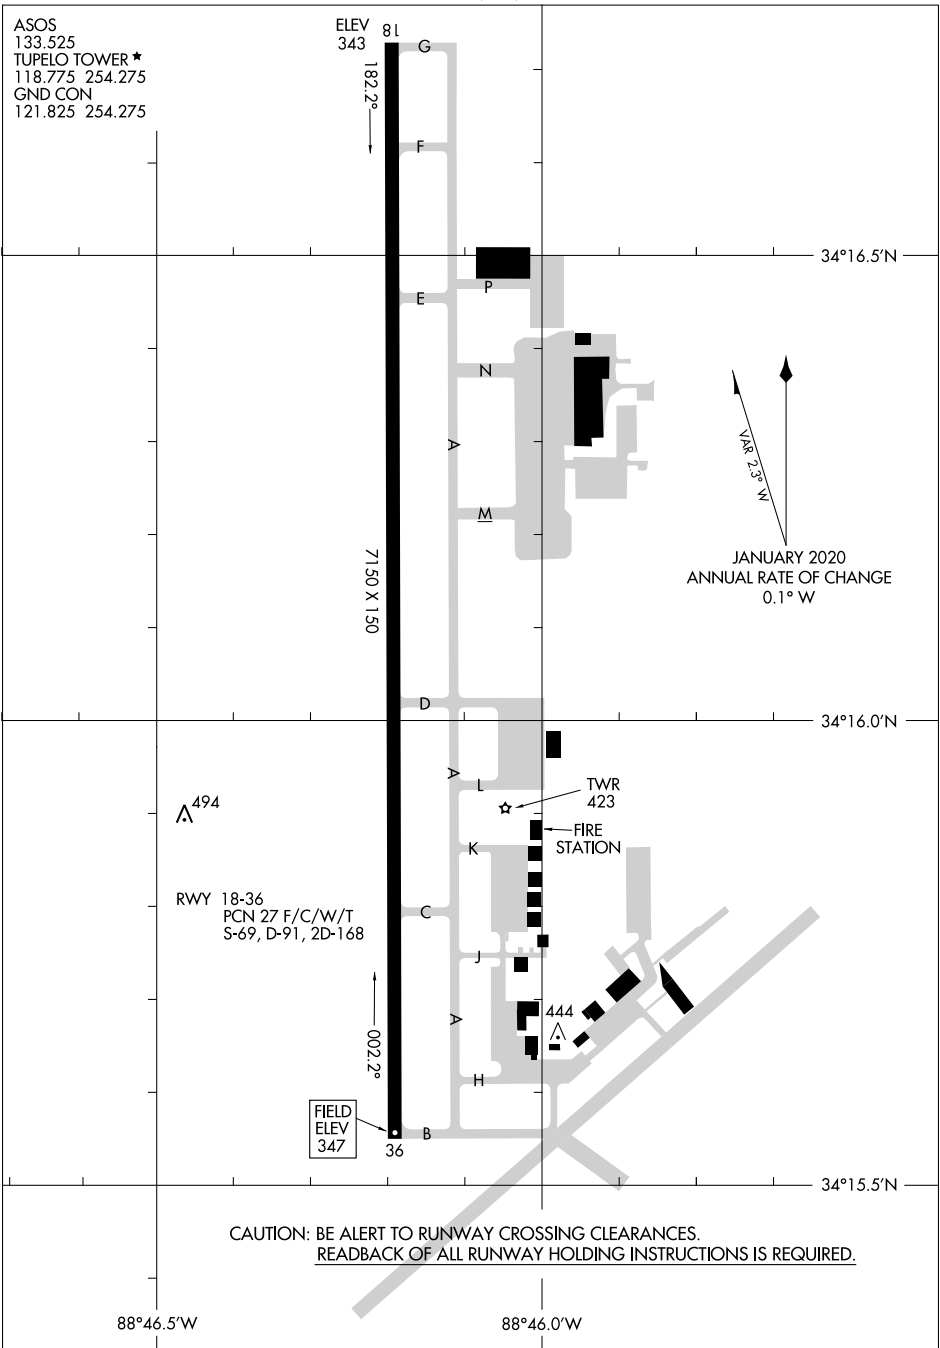 ASOS
133.525
TUPELO TOWER ★
118.775 254.275
GND CON
121.825 254.275
ELEV
343
18
182.2°
G
F
34°16.5'N
P
E
N
A
VAR 2.3° W
M
7150 X 150
JANUARY 2020
ANNUAL RATE OF CHANGE
0.1° W
D
34°16.0'N
A
L
TWR
423
494
FIRE
STATION
K
RWY 18-36
PCN 27 F/C/W/T
S-69, D-91, 2D-168
C
J
444
A
002.2°
H
FIELD
ELEV
347
B
36
34°15.5'N
CAUTION: BE ALERT TO RUNWAY CROSSING CLEARANCES.
READBACK OF ALL RUNWAY HOLDING INSTRUCTIONS IS REQUIRED.
88°46.5'W
88°46.0'W